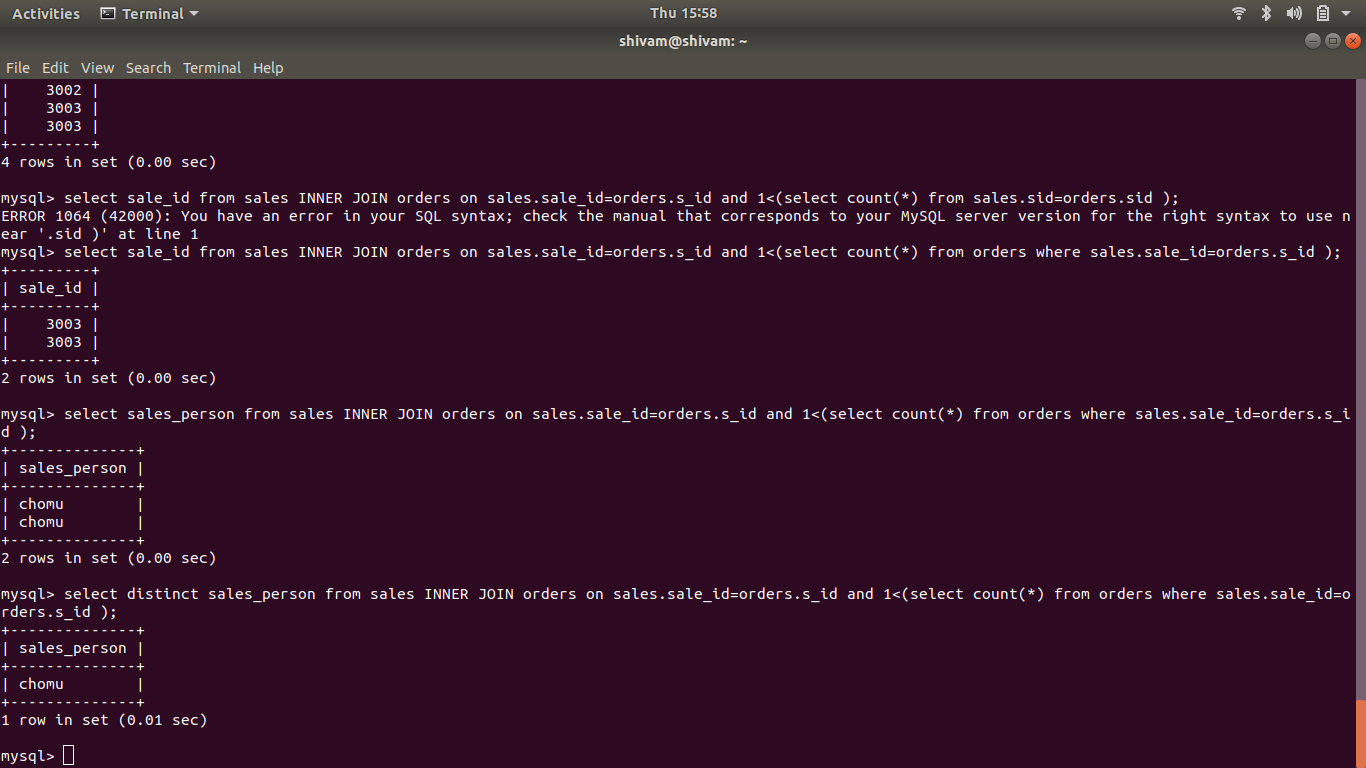 Activities Terminal Thu 15:58
shivam@shivam: ~
File Edit View Search Terminal Help
|    3002 |
|    3003 |
|    3003 |
+---------+
4 rows in set (0.00 sec)
mysql> select sale_id from sales INNER JOIN orders on sales.sale_id=orders.s_id and 1<(select count(*) from sales.sid=orders.sid );
ERROR 1064 (42000): You have an error in your SQL syntax; check the manual that corresponds to your MySQL server version for the right syntax to use n
ear '.sid )' at line 1
mysql> select sale_id from sales INNER JOIN orders on sales.sale_id=orders.s_id and 1<(select count(*) from orders where sales.sale_id=orders.s_id );
+---------+
| sale_id |
+---------+
|    3003 |
|    3003 |
+---------+
2 rows in set (0.00 sec)
mysql> select sales_person from sales INNER JOIN orders on sales.sale_id=orders.s_id and 1<(select count(*) from orders where sales.sale_id=orders.s_i
d );
+--------------+
| sales_person |
+--------------+
| chomu        |
| chomu        |
+--------------+
2 rows in set (0.00 sec)
mysql> select distinct sales_person from sales INNER JOIN orders on sales.sale_id=orders.s_id and 1<(select count(*) from orders where sales.sale_id=o
rders.s_id );
+--------------+
| sales_person |
+--------------+
| chomu        |
+--------------+
1 row in set (0.01 sec)
mysql>